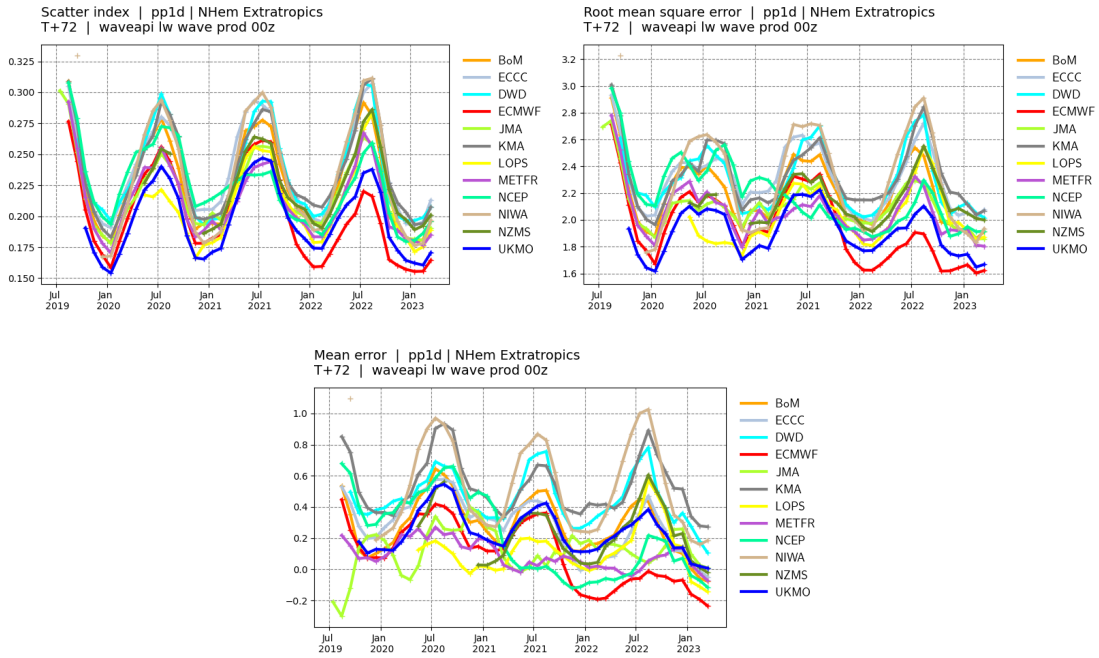 Scatter index | pp1d | NHem Extratropics
T+72 | waveapi lw wave prod 00z
0.325
0.300
0.275
0.250
0.225
0.200
0.175
0.150
Jul 2019
Jan 2020
Jul 2020
Jan 2021
Jul 2021
Jan 2022
Jul 2022
Jan 2023
BoM
ECCC
DWD
ECMWF
JMA
KMA
LOPS
METFR
NCEP
NIWA
NZMS
UKMO
Root mean square error | pp1d | NHem Extratropics
T+72 | waveapi lw wave prod 00z
3.2
3.0
2.8
2.6
2.4
2.2
2.0
1.8
1.6
Jul 2019
Jan 2020
Jul 2020
Jan 2021
Jul 2021
Jan 2022
Jul 2022
Jan 2023
BoM
ECCC
DWD
ECMWF
JMA
KMA
LOPS
METFR
NCEP
NIWA
NZMS
UKMO
Mean error | pp1d | NHem Extratropics
T+72 | waveapi lw wave prod 00z
1.0
0.8
0.6
0.4
0.2
0.0
−0.2
Jul 2019
Jan 2020
Jul 2020
Jan 2021
Jul 2021
Jan 2022
Jul 2022
Jan 2023
BoM
ECCC
DWD
ECMWF
JMA
KMA
LOPS
METFR
NCEP
NIWA
NZMS
UKMO